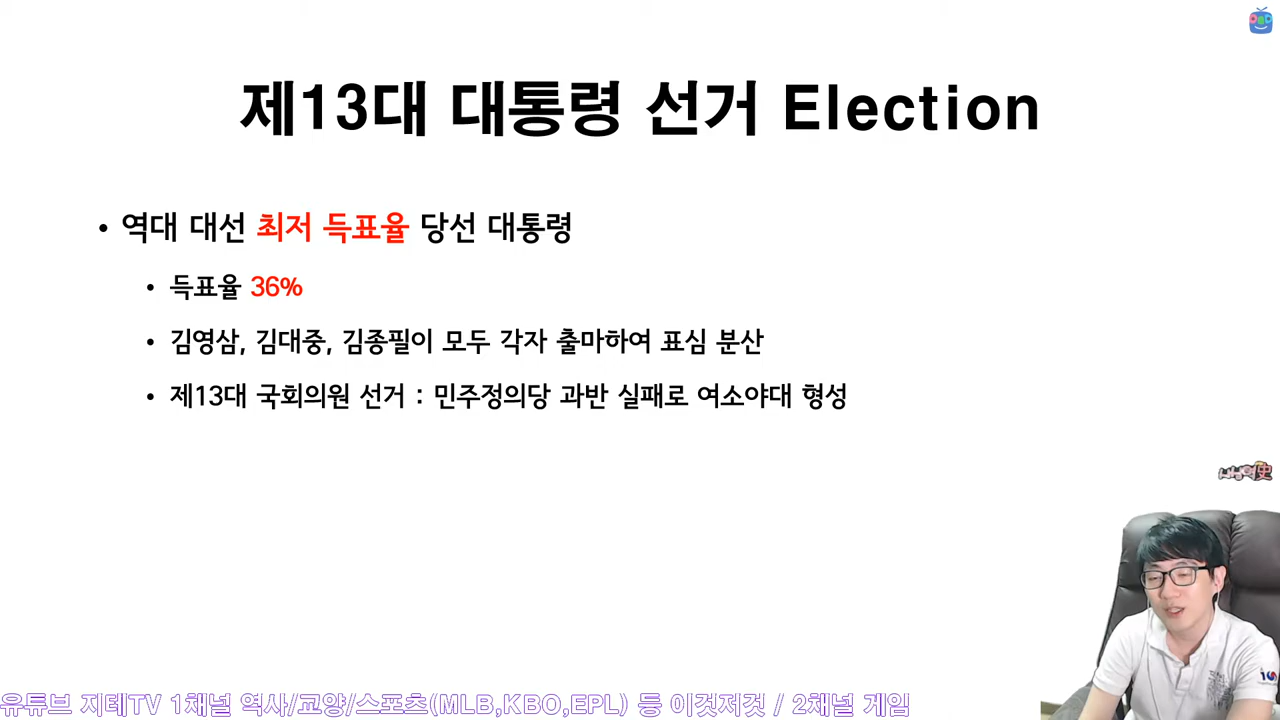 제13대 대통령 선거 Election
• 역대 대선 최저 득표율 당선 대통령
• 득표율 36%
• 김영삼, 김대중, 김종필이 모두 각자 출마하여 표심 분산
• 제13대 국회의원 선거 : 민주정의당 과반 실패로 여소야대 형성
유튜브 지테TV 1채널 역사/교양/스포츠(MLB,KBO,EPL) 등 이것저것 / 2채널 게임